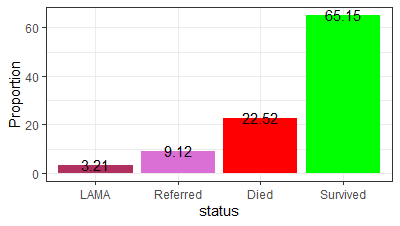 65.15
60
40
22.52
20
9.12
3.21
0
Proportion
LAMA Referred Died Survived
status